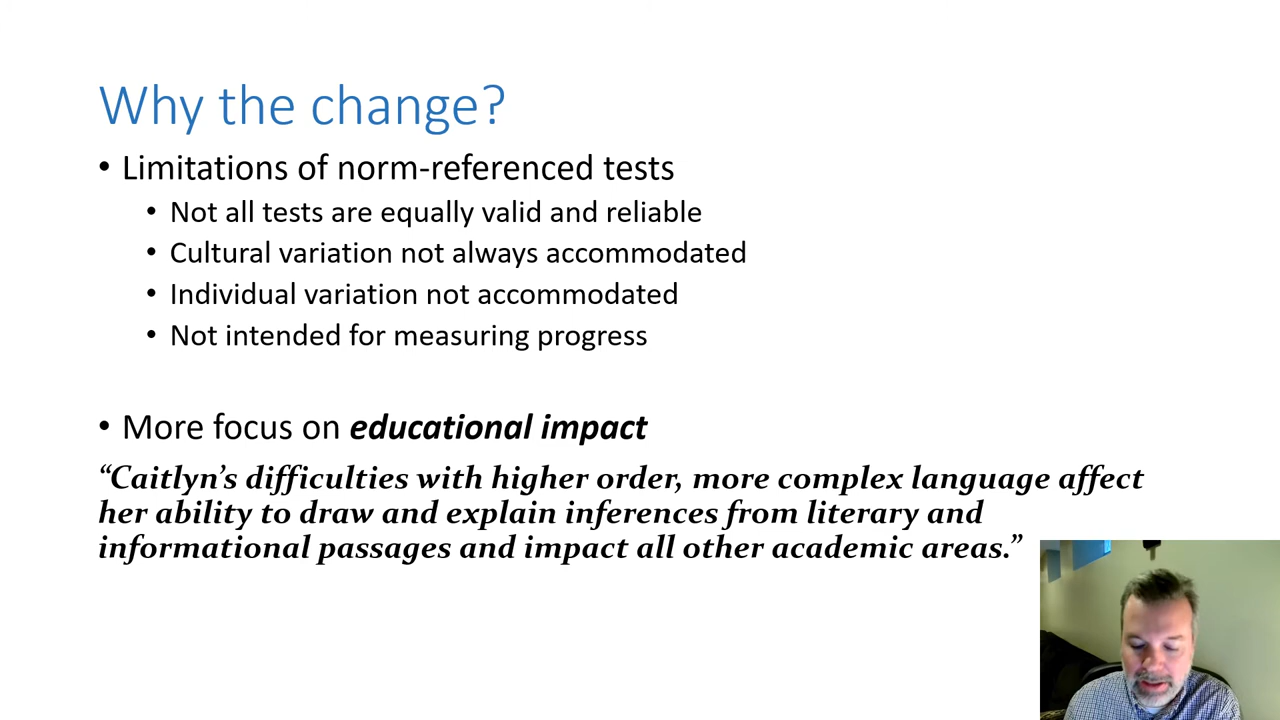 Why the change?
• Limitations of norm-referenced tests
• Not all tests are equally valid and reliable
• Cultural variation not always accommodated
• Individual variation not accommodated
• Not intended for measuring progress
• More focus on educational impact
“Caitlyn’s difficulties with higher order, more complex language affect
her ability to draw and explain inferences from literary and
informational passages and impact all other academic areas.”